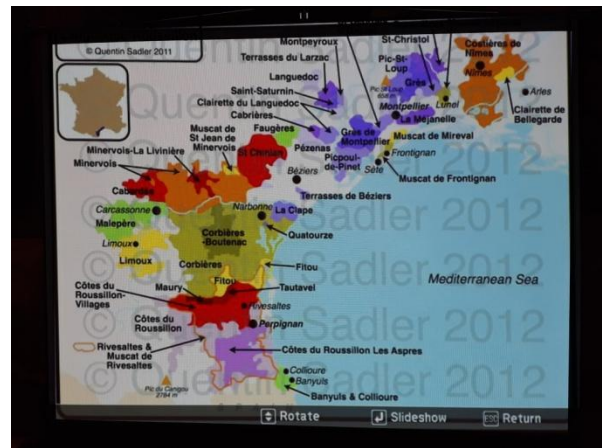 © Quentin Sadler 2011
© Quentin Sadler 2012
Montpeyroux
Terrasses du Larzac
Languedoc
Saint-Saturnin
Clairette du Languedoc
Cabrières
Faugères
St-Christol
Pic-St-
Loup
Grès
Montpellier
La Méjanelle
Lunel
Costières de
Nîmes
Nîmes
Arles
Clairette de
Bellegarde
Muscat de
St Jean de
Minervois
St Chinian
Pézenas
Gres de
Montpellier
Picpoul-
de-Pinet
Muscat de Mireval
Frontignan
Sète
Muscat de Frontignan
Minervois-La Livinière
Minervois
Béziers
Terrasses de Béziers
Cabardès
Carcassonne
Malepère
Narbonne
La Clape
Quatourze
Limoux
Limoux
Corbières
-Boutenac
Corbières
Fitou
Fitou
Mediterranean Sea
Côtes du
Roussillon-
Villages
Maury
Tautavel
Rivesaltes
Côtes du
Roussillon
Perpignan
Rivesaltes &
Muscat de
Rivesaltes
Côtes du Roussillon Les Aspres
Pic du Canigou
2784 m
Collioure
Banyuls
Banyuls & Collioure
Rotate
Slideshow
ESC Return